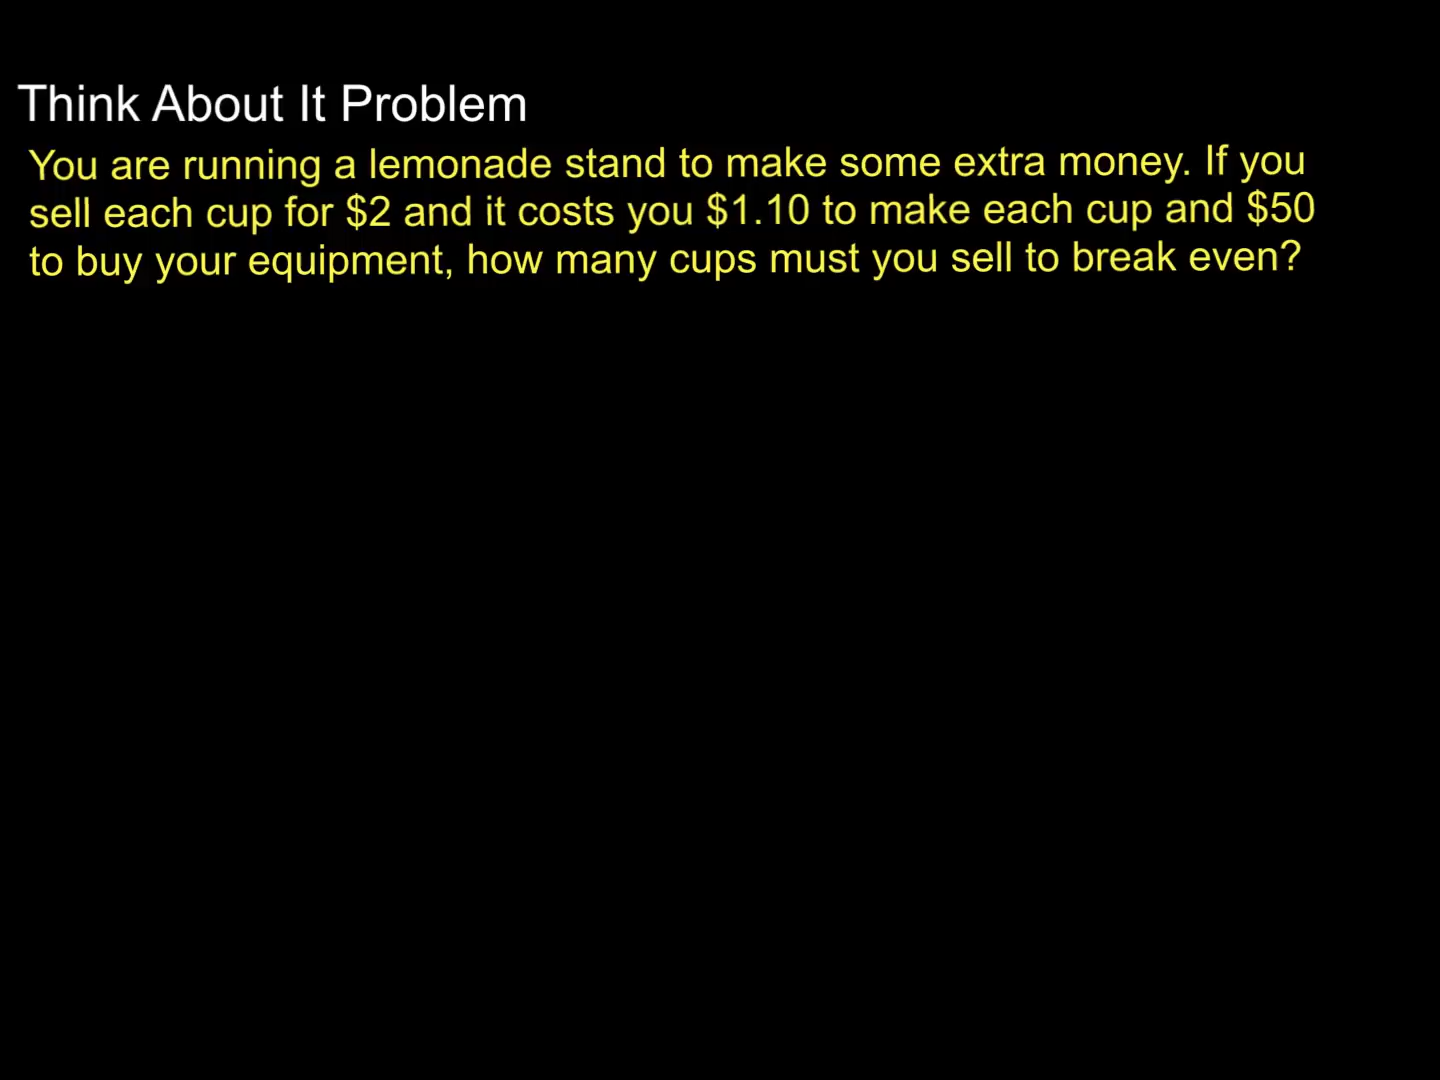 Think About It Problem
You are running a lemonade stand to make some extra money. If you
sell each cup for $2 and it costs you $1.10 to make each cup and $50
to buy your equipment, how many cups must you sell to break even?